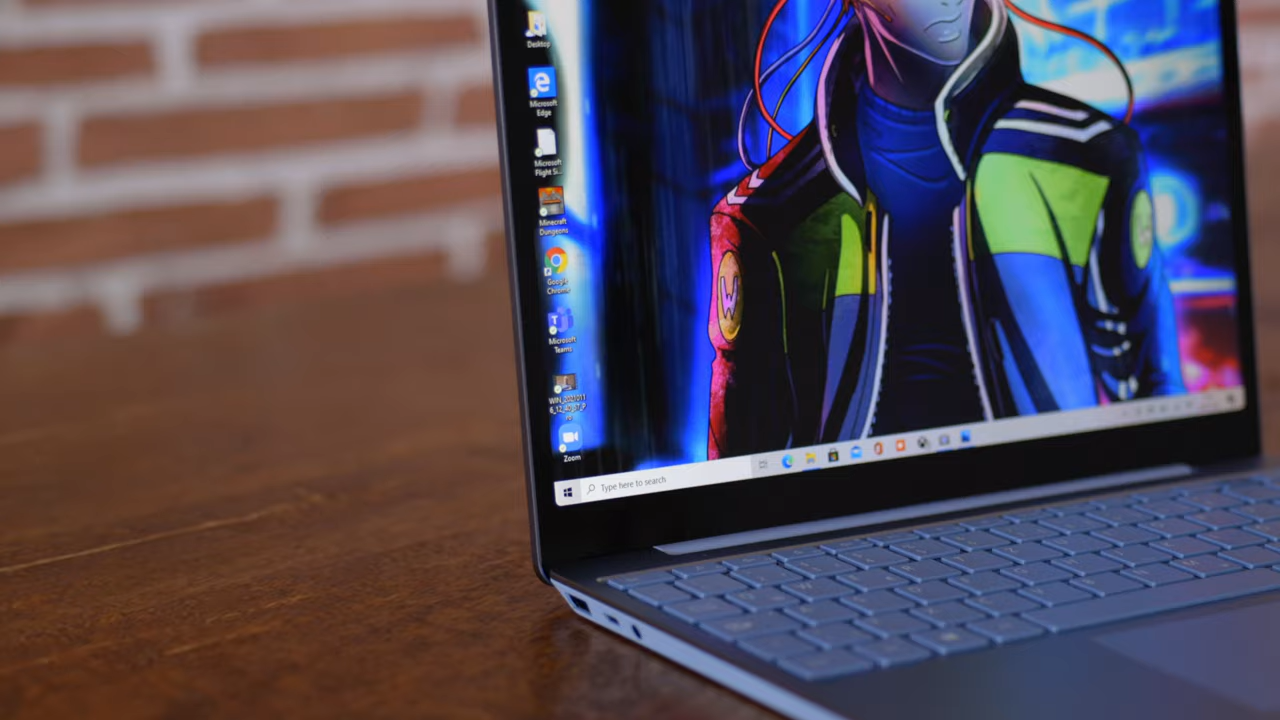 Desktop
Microsoft
Edge
Microsoft
Flight Si...
Minecraft
Dungeons
Google
Chrome
Microsoft
Teams
Zoom
Type here to search
W